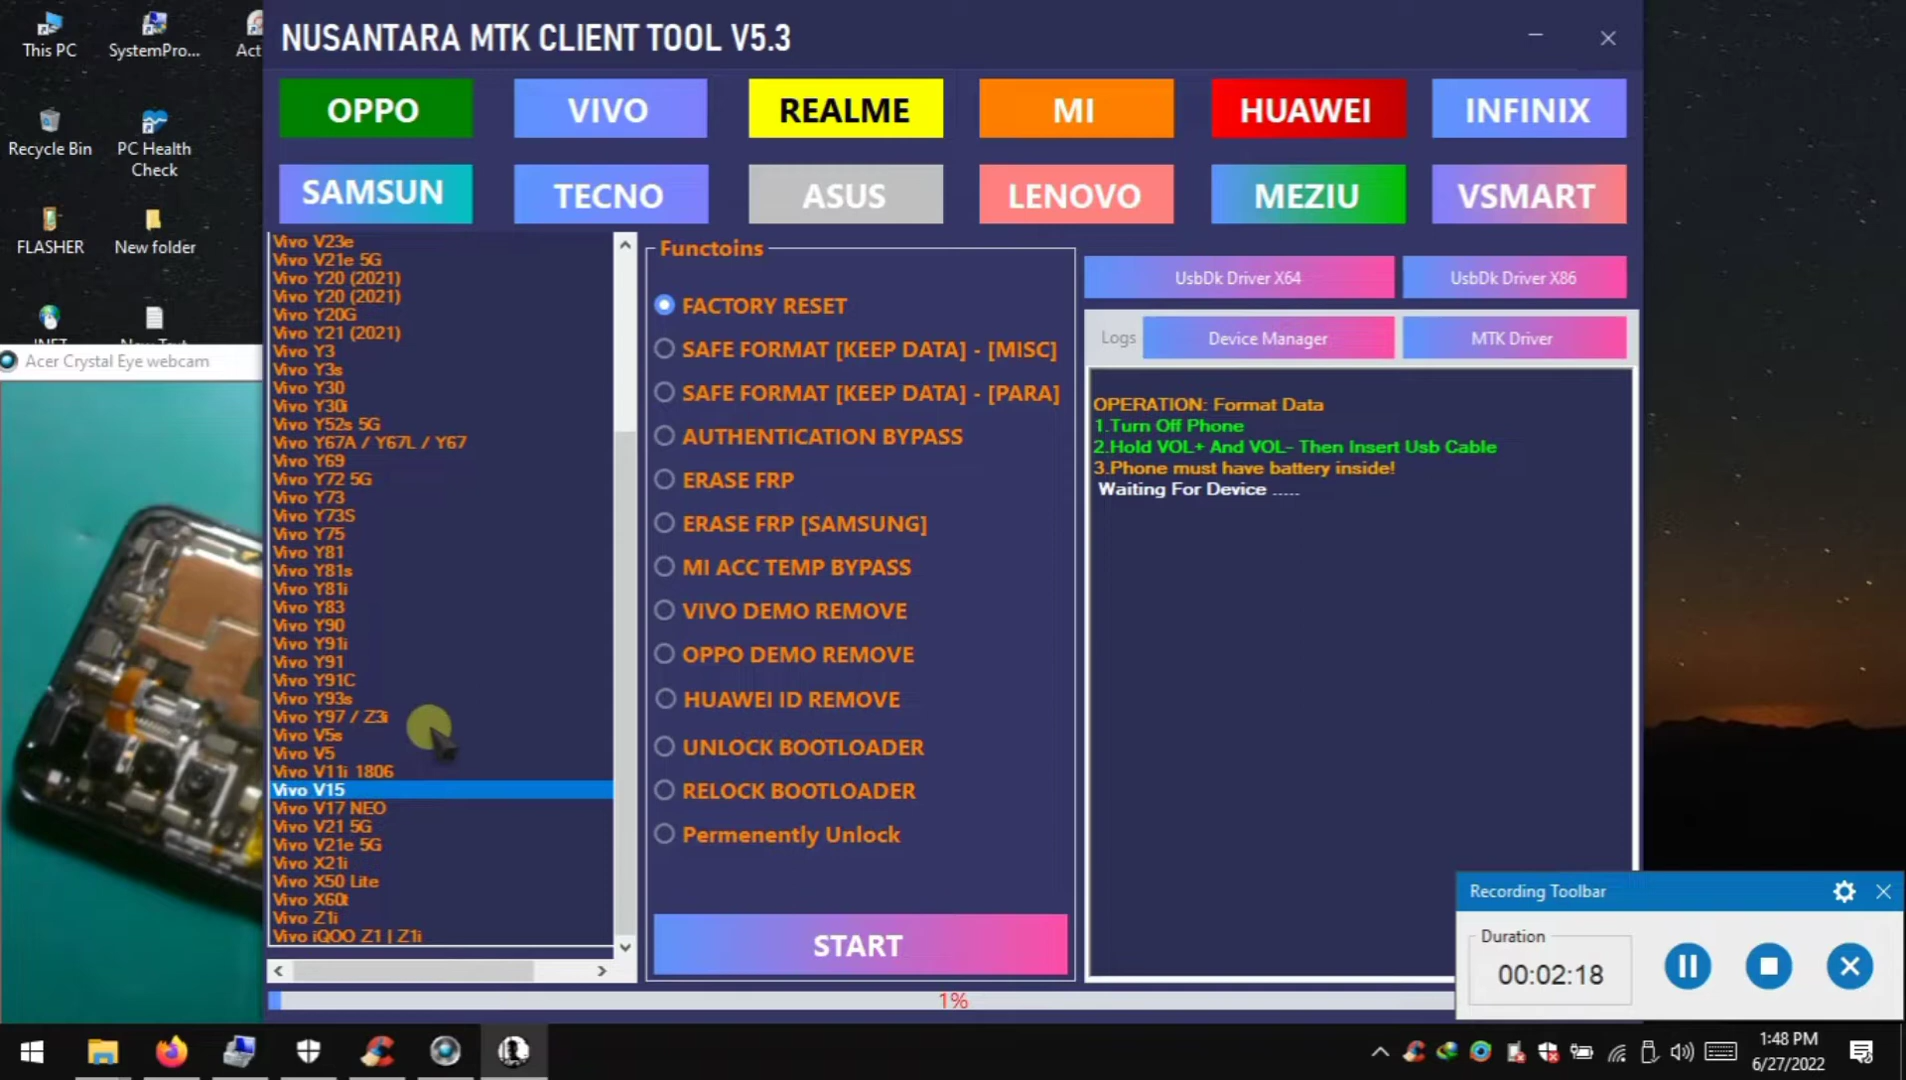 This PC
SystemPro...
Act
Recycle Bin
PC Health
Check
FLASHER
New folder
Acer Crystal Eye webcam
NUSANTARA MTK CLIENT TOOL V5.3
OPPO
VIVO
REALME
MI
HUAWEI
INFINIX
SAMSUN
TECNO
ASUS
LENOVO
MEZIU
VSMART
Vivo V23e
Vivo V21e 5G
Vivo Y20 (2021)
Vivo Y20 (2021)
Vivo Y20G
Vivo Y21 (2021)
Vivo Y3
Vivo Y3s
Vivo Y30
Vivo Y30i
Vivo Y52s 5G
Vivo Y67A / Y67L / Y67
Vivo Y69
Vivo Y72 5G
Vivo Y73
Vivo Y73S
Vivo Y75
Vivo Y81
Vivo Y81s
Vivo Y81i
Vivo Y83
Vivo Y90
Vivo Y91i
Vivo Y91
Vivo Y91C
Vivo Y93s
Vivo Y97 / Z3i
Vivo V5s
Vivo V5
Vivo V11i 1806
Vivo V15
Vivo V17 NEO
Vivo V21 5G
Vivo V21e 5G
Vivo X21i
Vivo X50 Lite
Vivo X60t
Vivo Z1i
Vivo iQOO Z1 | Z1i
Functoins
FACTORY RESET
SAFE FORMAT [KEEP DATA] - [MISC]
SAFE FORMAT [KEEP DATA] - [PARA]
AUTHENTICATION BYPASS
ERASE FRP
ERASE FRP [SAMSUNG]
MI ACC TEMP BYPASS
VIVO DEMO REMOVE
OPPO DEMO REMOVE
HUAWEI ID REMOVE
UNLOCK BOOTLOADER
RELOCK BOOTLOADER
Permenently Unlock
START
UsbDk Driver X64
UsbDk Driver X86
Logs
Device Manager
MTK Driver
OPERATION: Format Data
1.Turn Off Phone
2.Hold VOL+ And VOL- Then Insert Usb Cable
3.Phone must have battery inside!
Waiting For Device .....
1%
Recording Toolbar
Duration
00:02:18
1:48 PM
6/27/2022